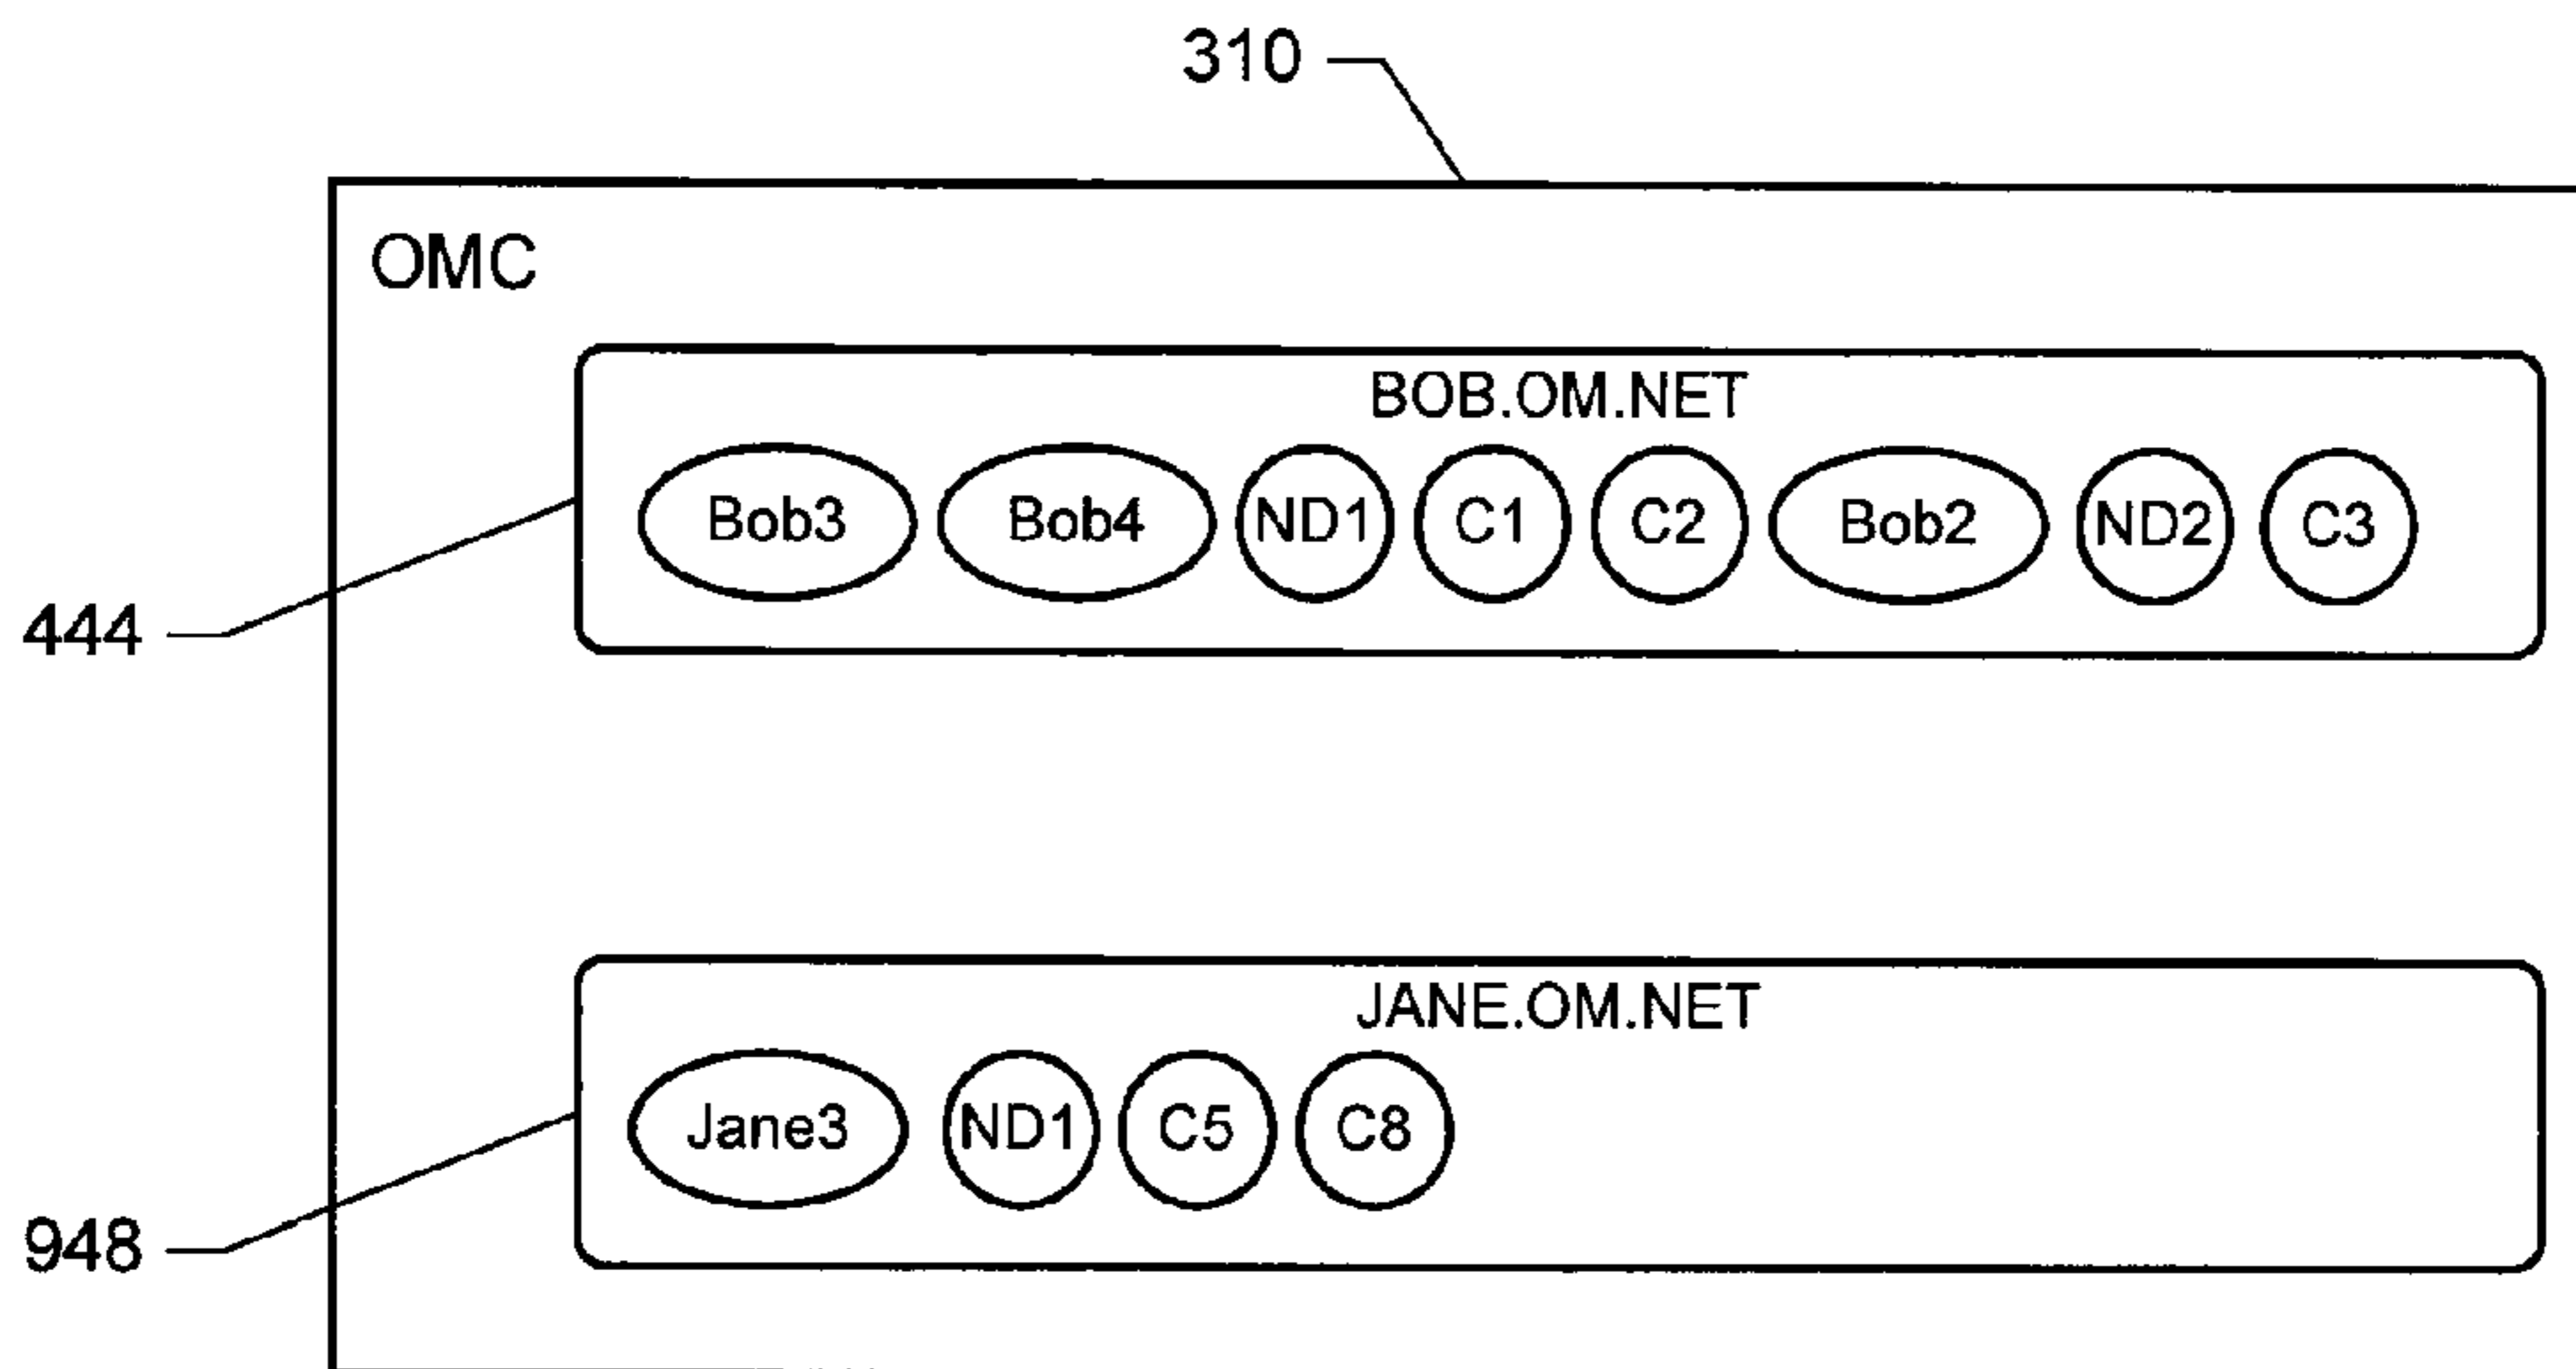 310
OMC
BOB.OM.NET
Bob3 Bob4 ND1 C1 C2 Bob2 ND2 C3
444
JANE.OM.NET
Jane3 ND1 C5 C8
948